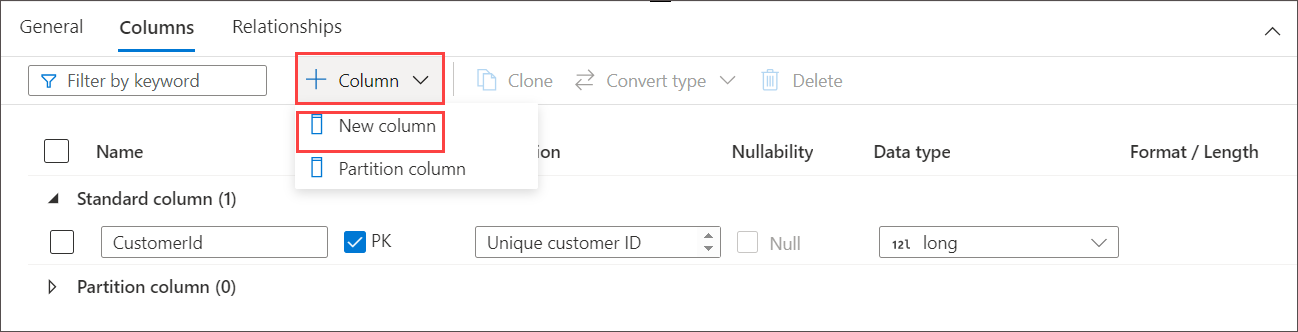 General Columns Relationships
Filter by keyword Column Clone Convert type Delete
New column
Name ion Nullability Data type Format / Length
Partition column
Standard column (1)
CustomerId PK Unique customer ID Null 12l long
Partition column (0)